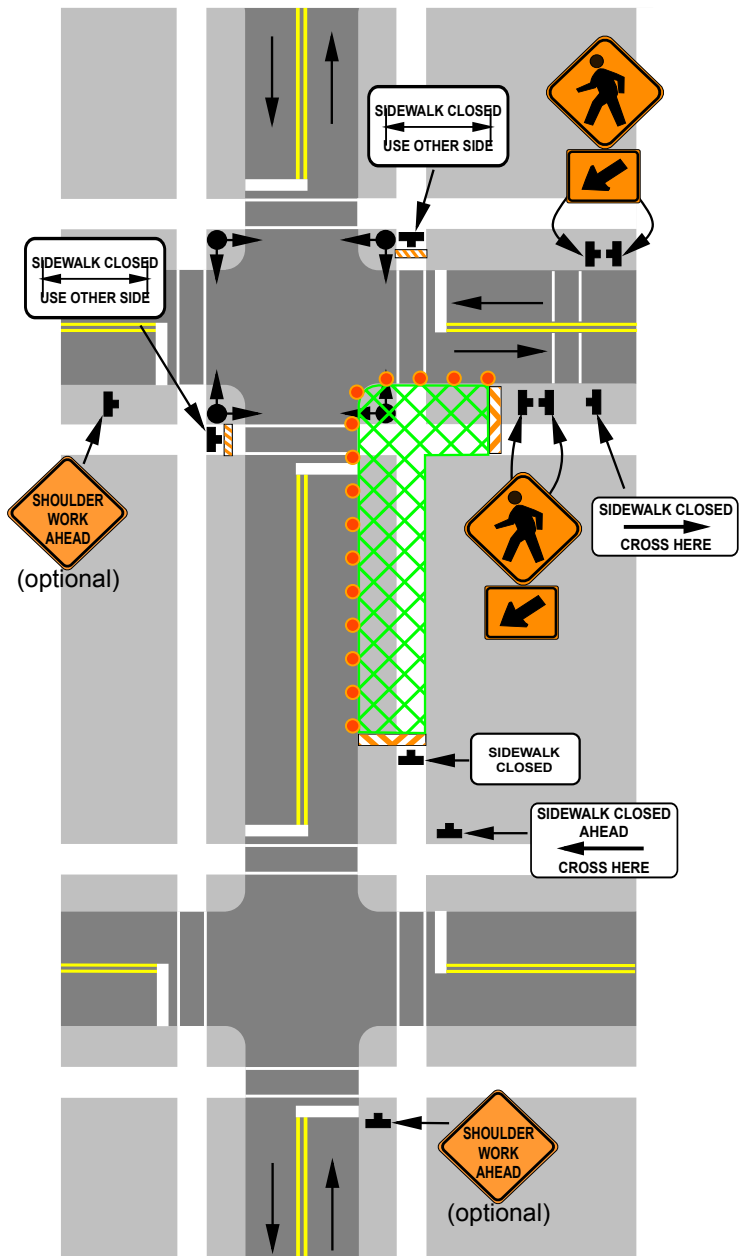 SIDEWALK CLOSED
USE OTHER SIDE
SIDEWALK CLOSED
USE OTHER SIDE
SHOULDER
WORK
AHEAD
(optional)
SIDEWALK CLOSED
CROSS HERE
SIDEWALK
CLOSED
SIDEWALK CLOSED
AHEAD
CROSS HERE
SHOULDER
WORK
AHEAD
(optional)